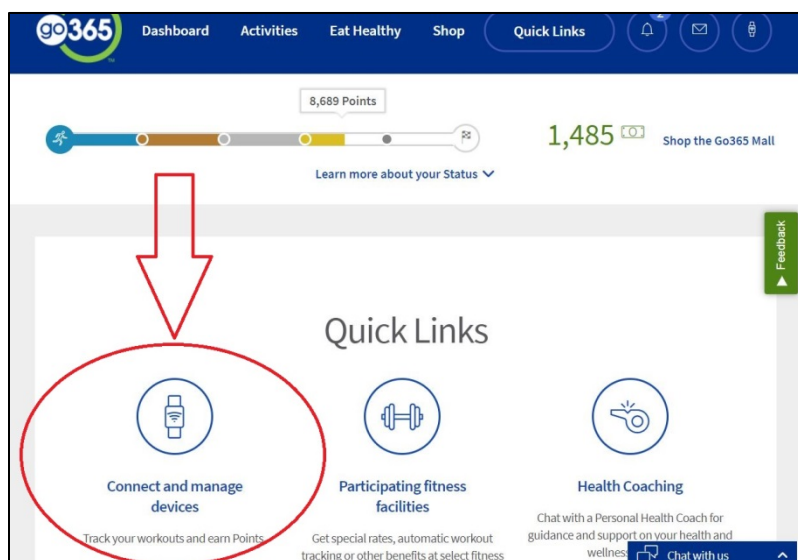 go365
Dashboard Activities Eat Healthy Shop Quick Links
8,689 Points
1,485 Shop the Go365 Mall
Learn more about your Status
Feedback
Quick Links
Connect and manage
devices
Track your workouts and earn Points
Participating fitness
facilities
Get special rates, automatic workout
tracking or other benefits at select fitness
Health Coaching
Chat with a Personal Health Coach for
guidance and support on your health and
Chat with us